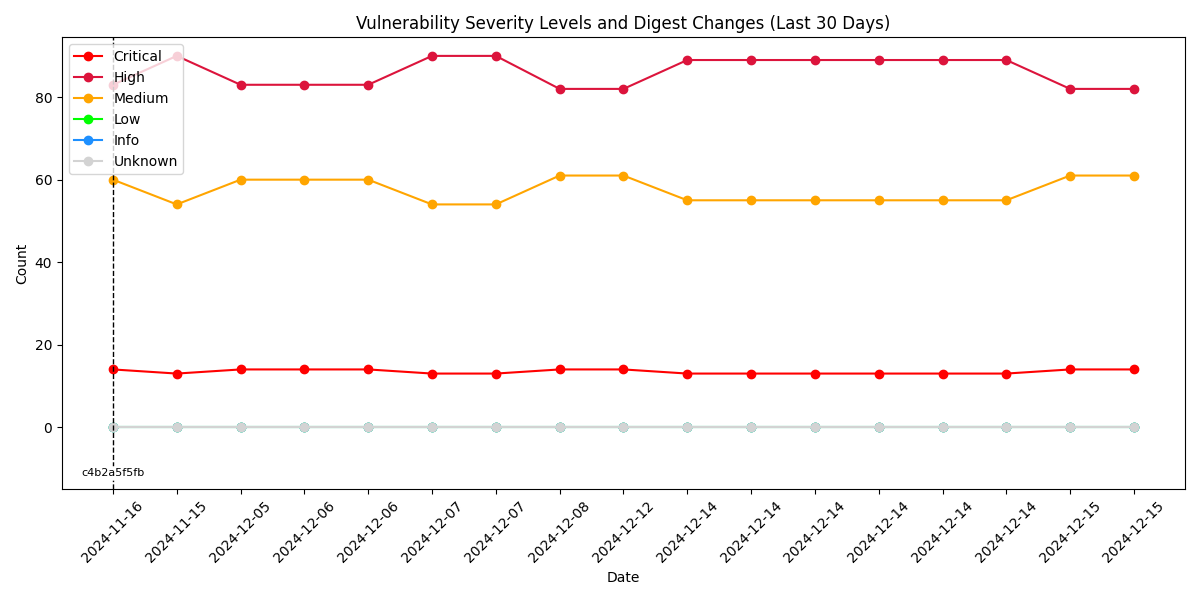 Vulnerability Severity Levels and Digest Changes (Last 30 Days)
Critical
High
Medium
Low
Info
Unknown
80
60
40
20
0
Count
c4b2a5f5fb
2024-11-16
2024-11-15
2024-12-05
2024-12-06
2024-12-06
2024-12-07
2024-12-07
2024-12-08
2024-12-12
2024-12-14
2024-12-14
2024-12-14
2024-12-14
2024-12-14
2024-12-14
2024-12-15
2024-12-15
Date